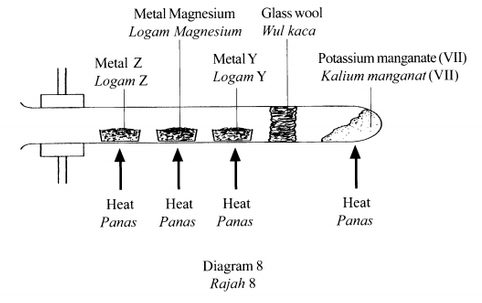 Metal Magnesium
Logam Magnesium
Glass wool
Wul kaca
Metal Z
Logam Z
Metal Y
Logam Y
Potassium manganate (VII)
Kalium manganat (VII)
Heat
Panas
Heat
Panas
Heat
Panas
Heat
Panas
Diagram 8
Rajah 8